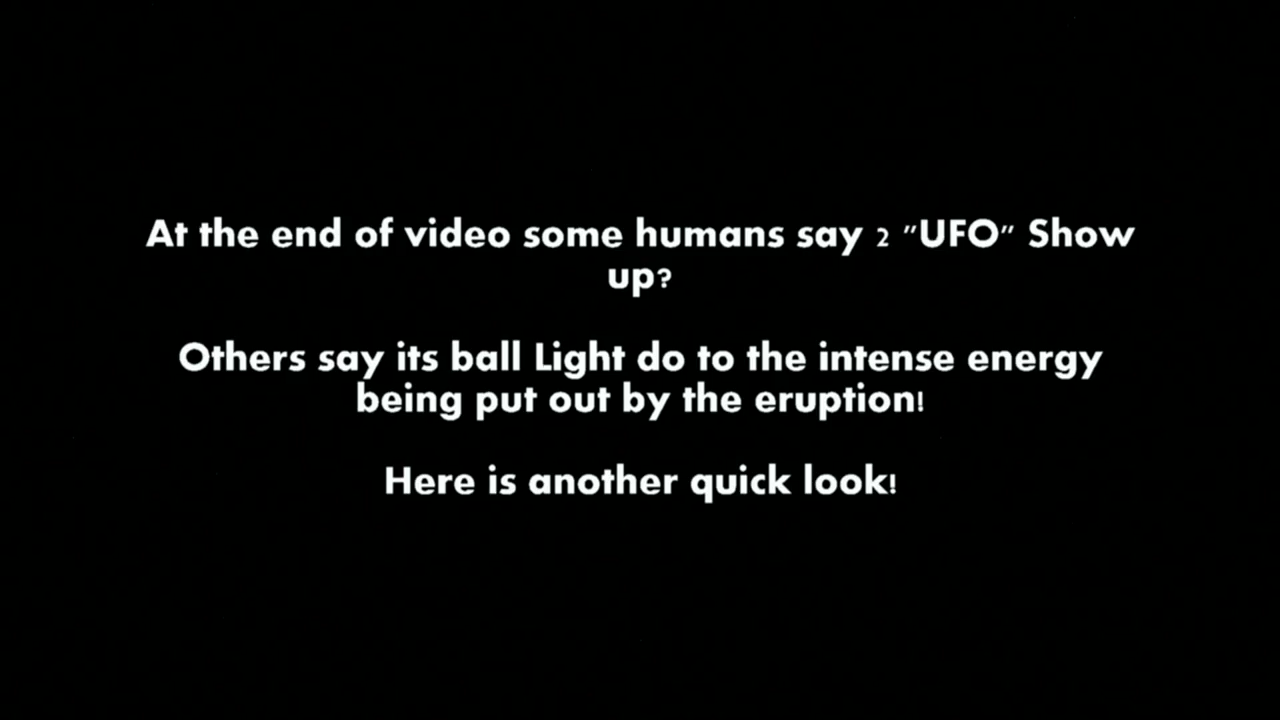 At the end of video some humans say 2 "UFO" Show
up?
Others say its ball Light do to the intense energy
being put out by the eruption!
Here is another quick look!